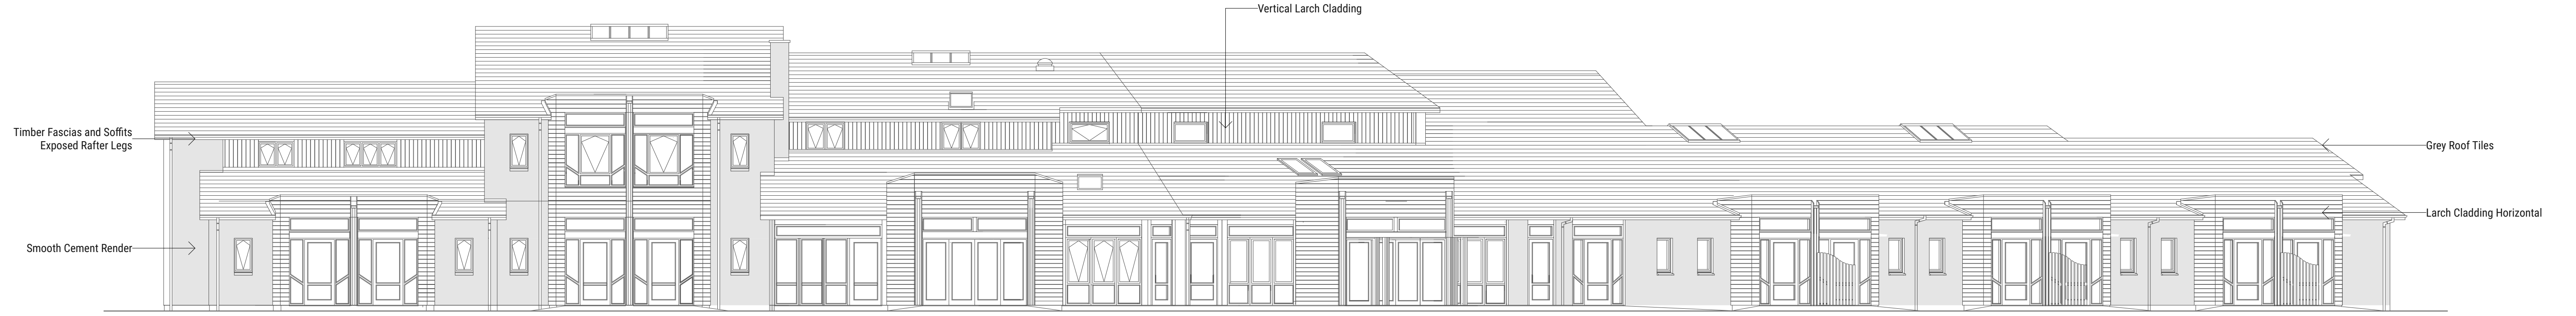 Vertical Larch Cladding
Timber Fascias and Soffits
Exposed Rafter Legs
Grey Roof Tiles
Larch Cladding Horizontal
Smooth Cement Render